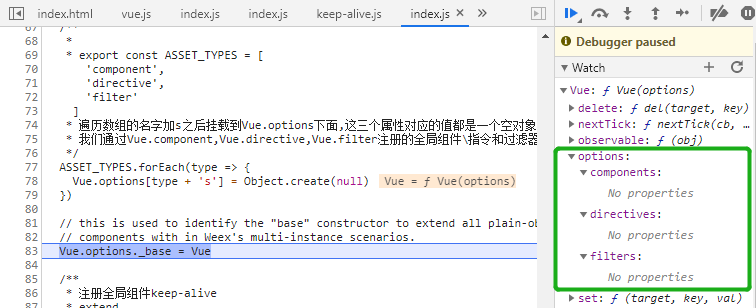 index.html vue.js index.js index.js keep-alive.js index.js × »
67 /**
68 *
69 * export const ASSET_TYPES = [
70 'component',
71 'directive',
72 'filter'
73 ]
74 * 遍历数组的名字加s之后挂载到Vue.options下面,这三个属性对应的值都是一个空对象
75 * 我们通过Vue.component,Vue.directive,Vue.filter注册的全局组件\指令和过滤器
76 */
77 ASSET_TYPES.forEach(type => {
78 Vue.options[type + 's'] = Object.create(null) Vue = ƒ Vue(options)
79 })
80
81 // this is used to identify the "base" constructor to extend all plain-ob
82 // components with in Weex's multi-instance scenarios.
83 Vue.options._base = Vue
84
85 /**
86 * 注册全局组件keep-alive
87 * extend
Debugger paused
Watch
Vue: ƒ Vue(options)
delete: ƒ del(target, key)
nextTick: ƒ nextTick(cb, …
observable: ƒ (obj)
options:
components:
No properties
directives:
No properties
filters:
No properties
set: ƒ (target, key, val)